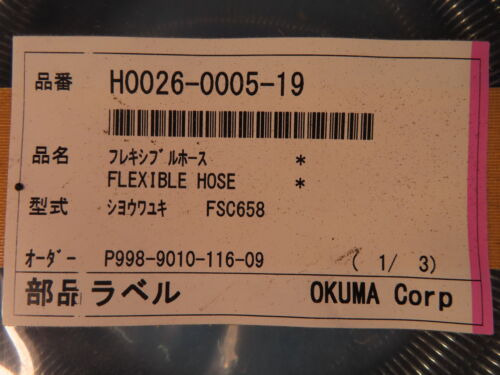 品番 H0026-0005-19
品名 ﾌﾚｷｼﾌﾞﾙﾎｰｽ *
FLEXIBLE HOSE *
型式 ｼﾖｳﾜﾕｷ FSC658
ｵｰﾀﾞｰ P998-9010-116-09 ( 1/ 3)
部品ラベル OKUMA Corp